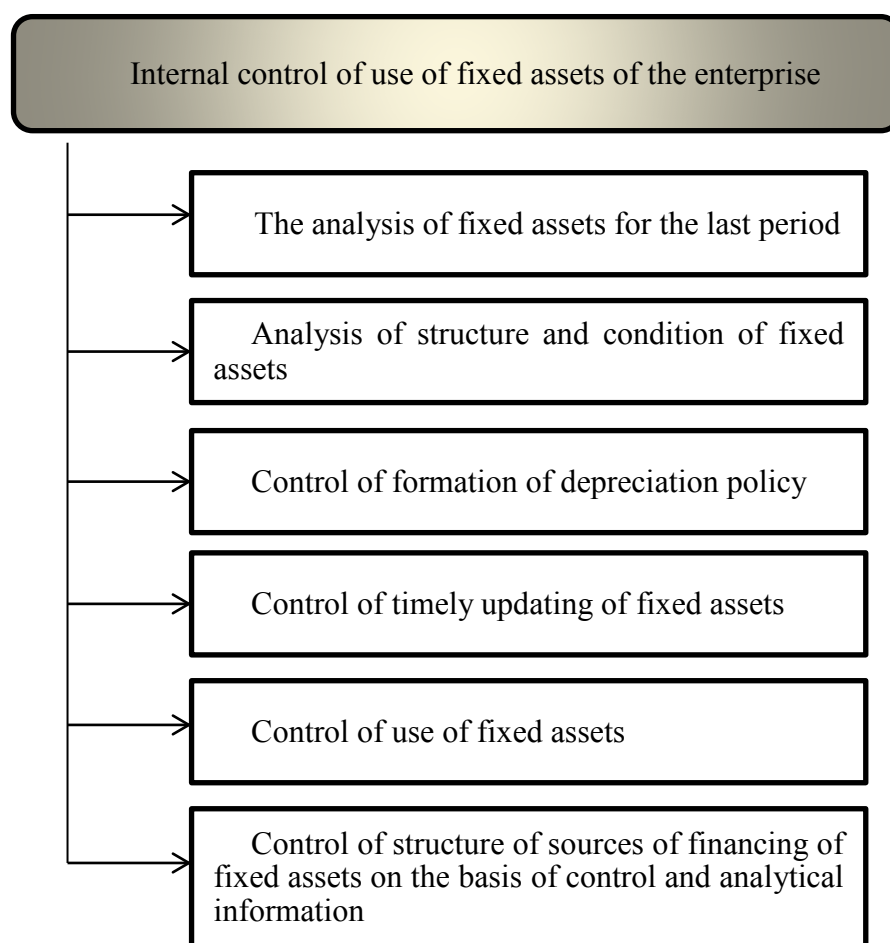 Internal control of use of fixed assets of the enterprise
The analysis of fixed assets for the last period
Analysis of structure and condition of fixed
assets
Control of formation of depreciation policy
Control of timely updating of fixed assets
Control of use of fixed assets
Control of structure of sources of financing of
fixed assets on the basis of control and analytical
information